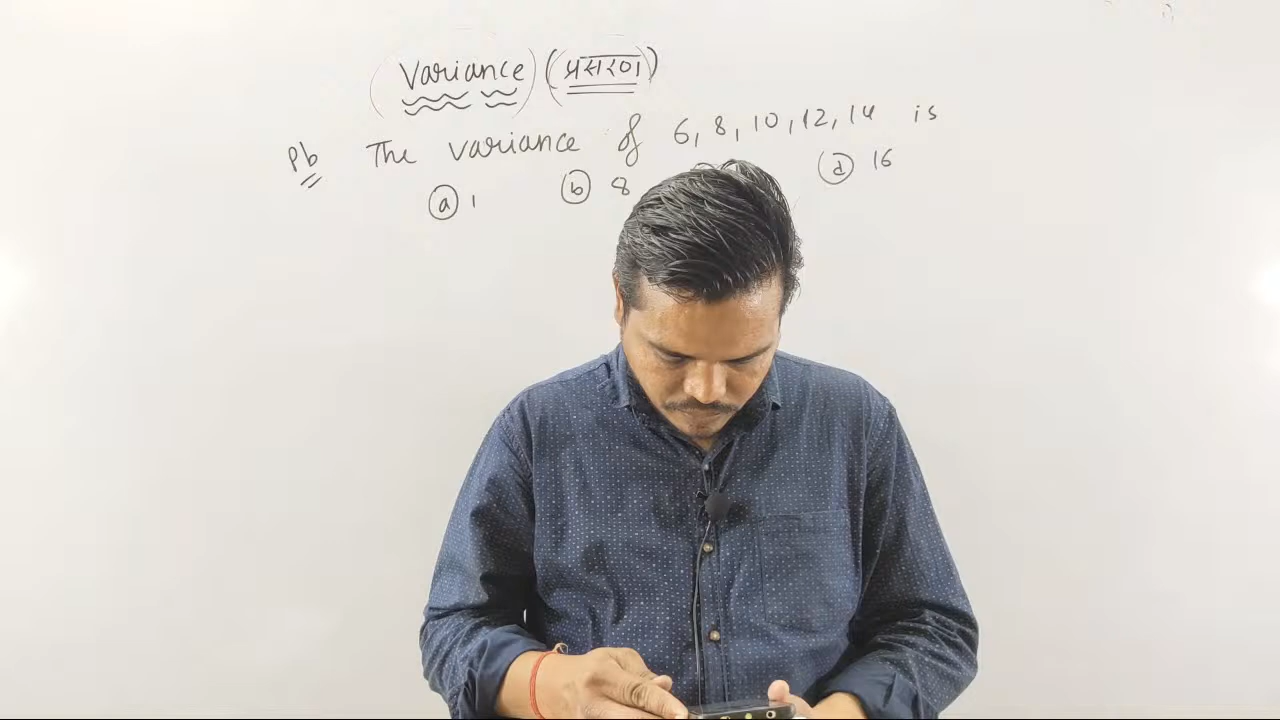 (Variance) (प्रसरण)
Pb The variance of 6, 8, 10, 12, 14 is
(a) 1 (b) 8 (d) 16